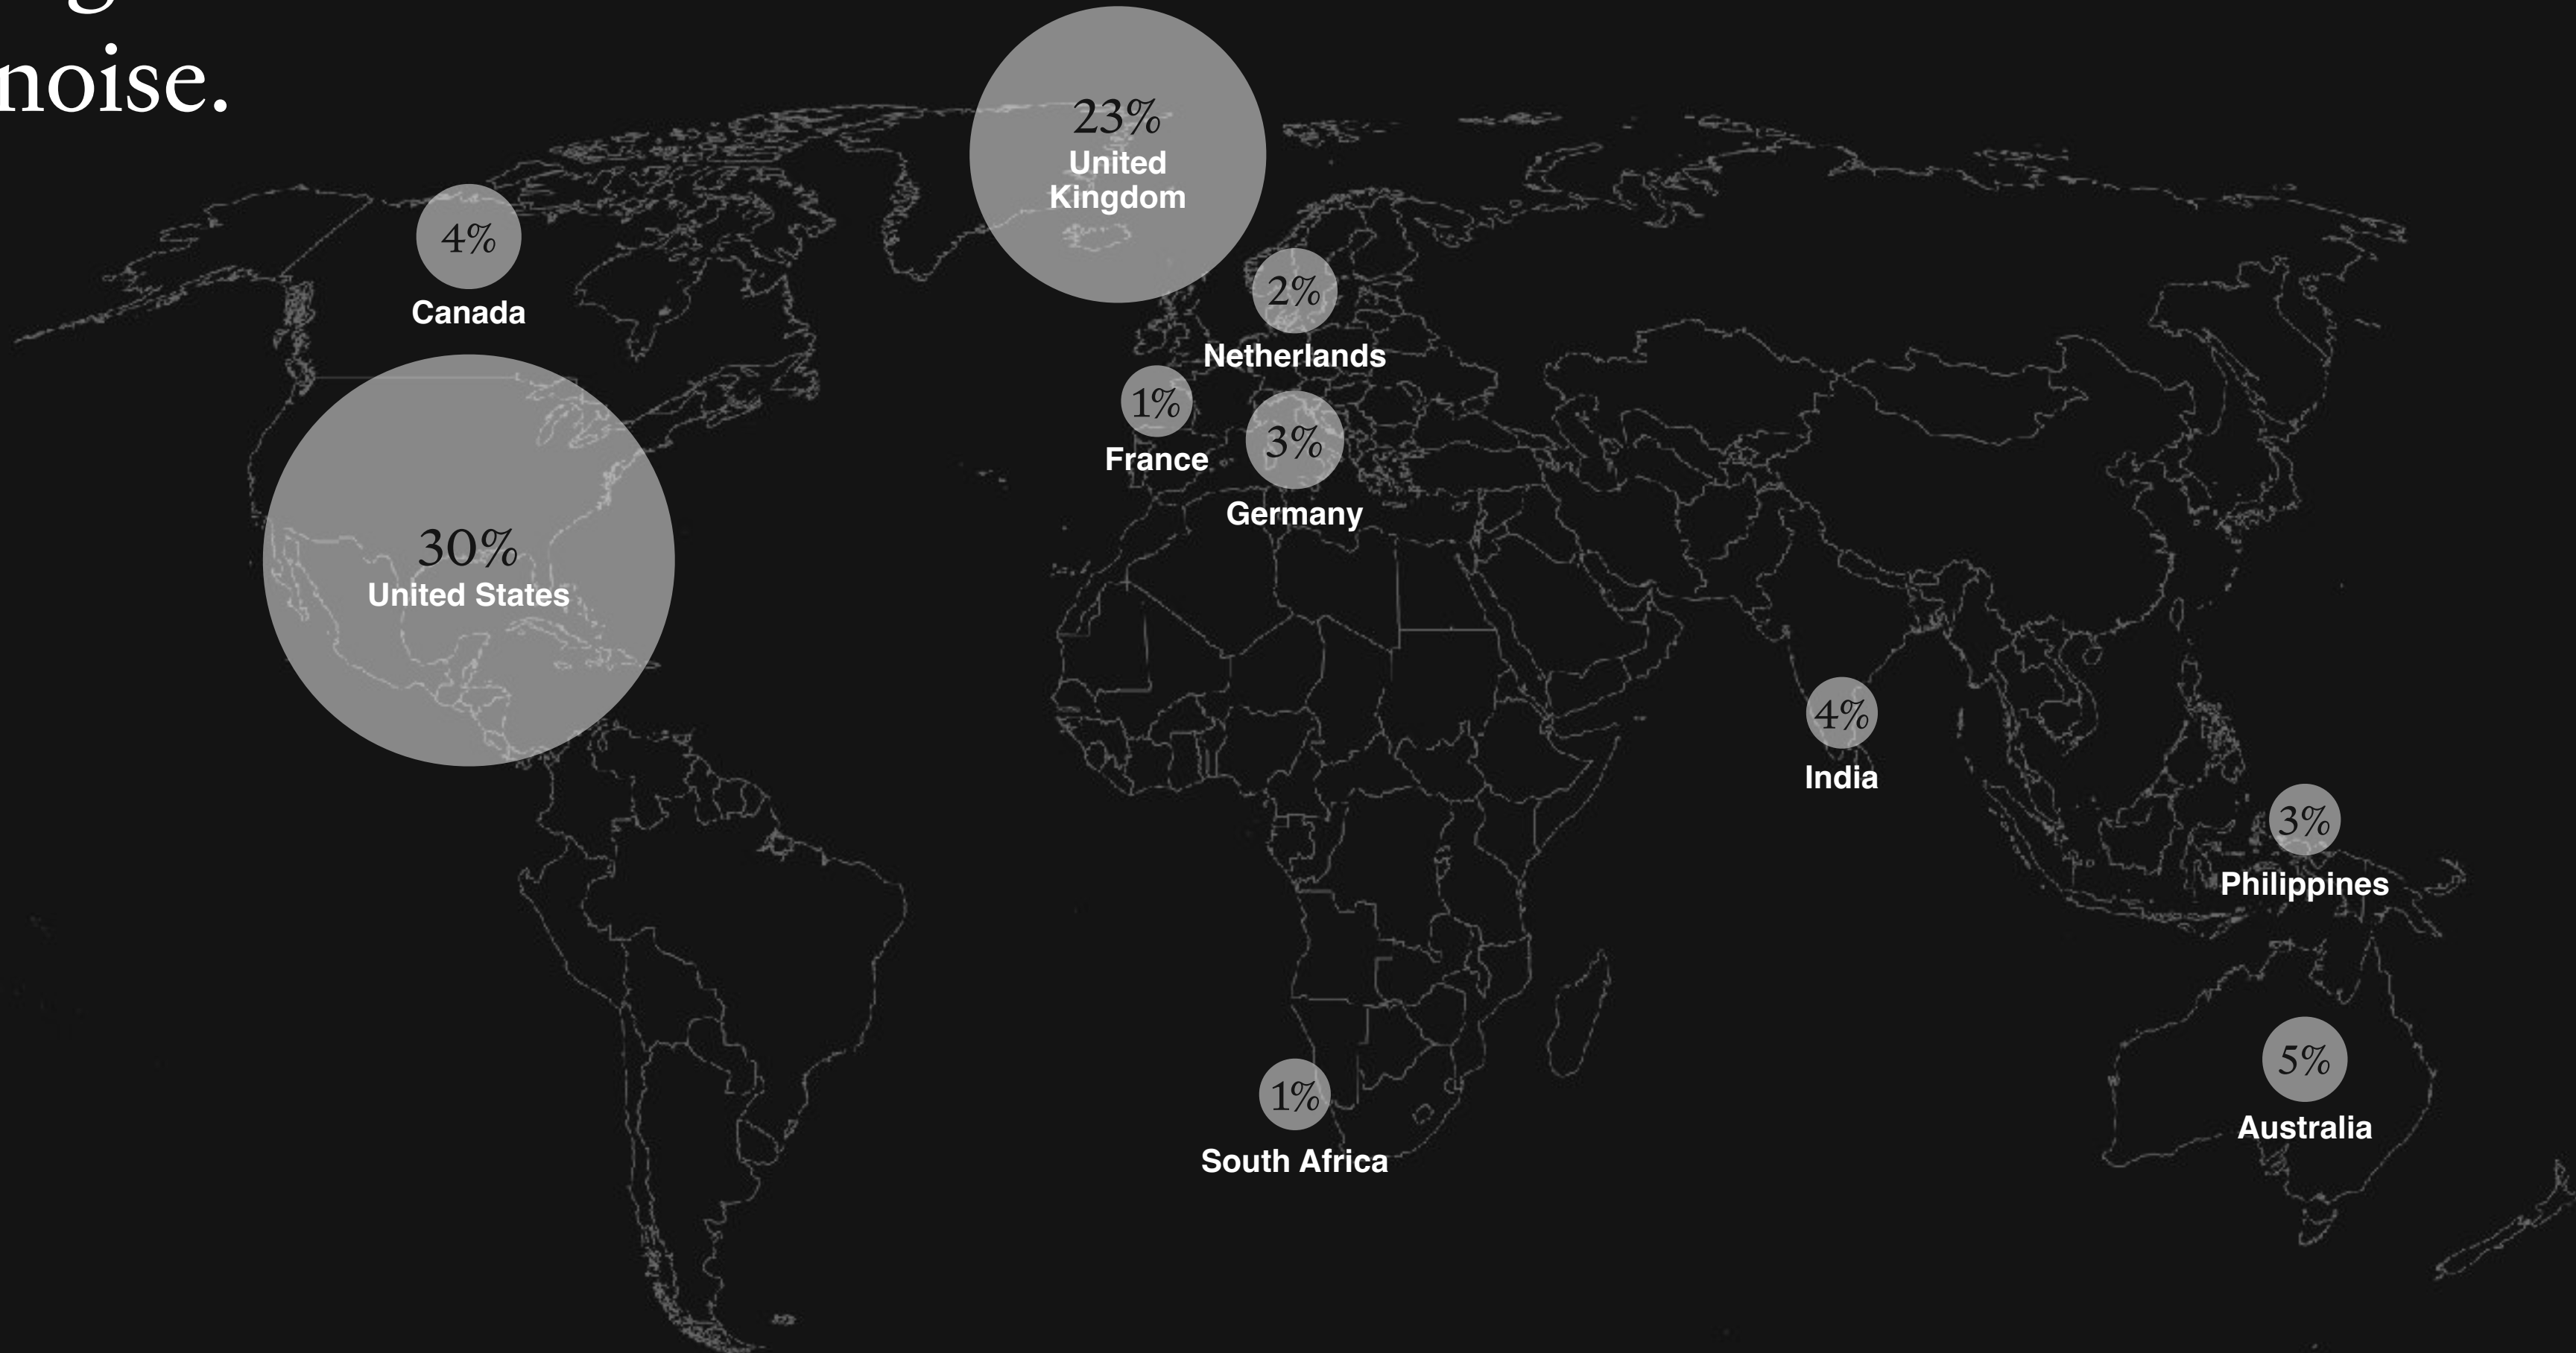 noise.
23%
United
Kingdom
4%
Canada
2%
Netherlands
1%
France
3%
Germany
30%
United States
4%
India
3%
Philippines
5%
Australia
1%
South Africa